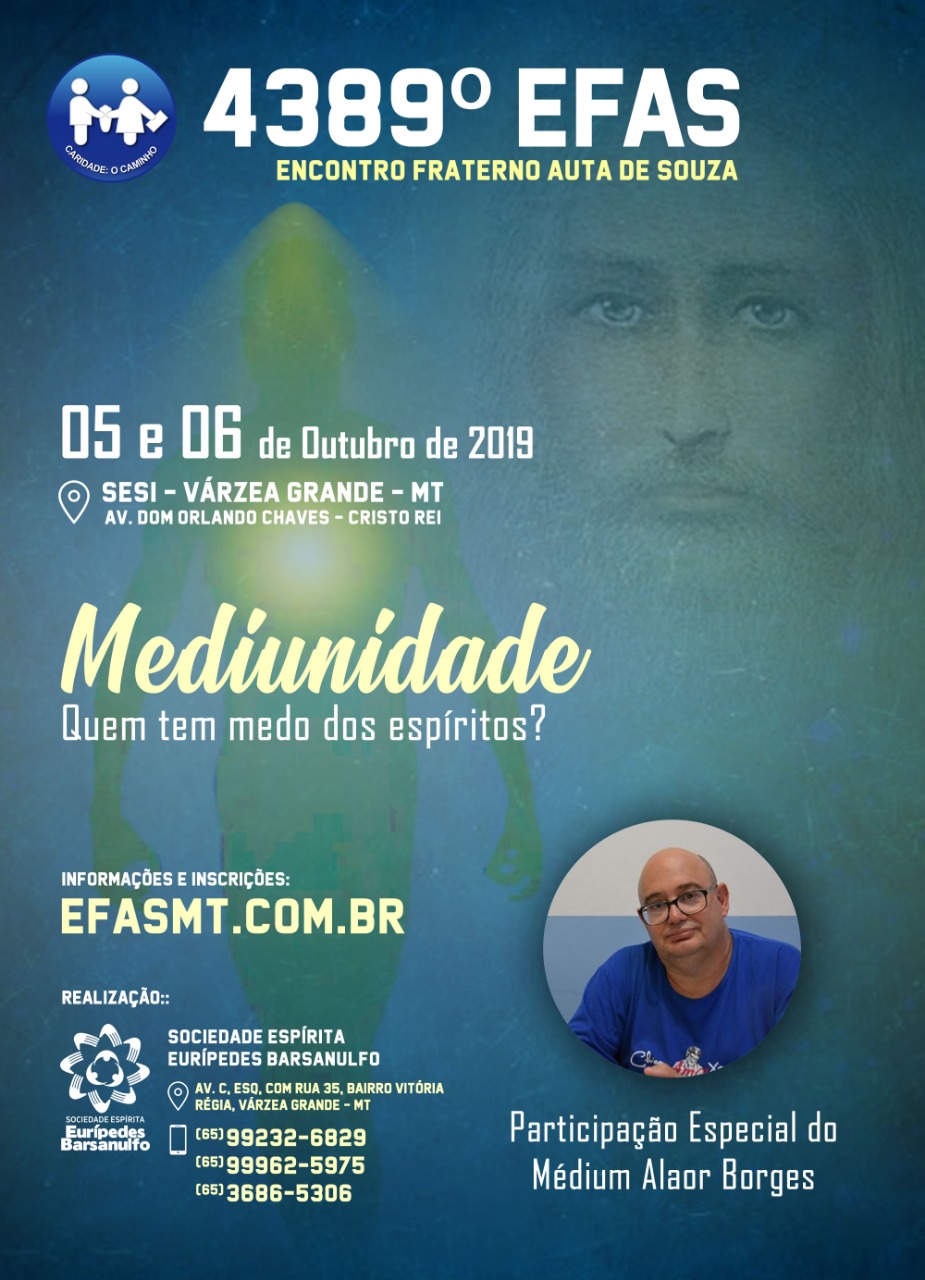 4389º EFAS
ENCONTRO FRATERNO AUTA DE SOUZA
CARIDADE: O CAMINHO
05 e 06 de Outubro de 2019
SESI - VÁRZEA GRANDE - MT
AV. DOM ORLANDO CHAVES - CRISTO REI
Mediunidade
Quem tem medo dos espíritos?
INFORMAÇÕES E INSCRIÇÕES:
EFASMT.COM.BR
REALIZAÇÃO::
SOCIEDADE ESPÍRITA
EURÍPEDES BARSANULFO
AV. C, ESQ, COM RUA 35, BAIRRO VITÓRIA
RÉGIA, VÁRZEA GRANDE - MT
(65) 99232-6829
(65) 99962-5975
(65) 3686-5306
SOCIEDADE ESPÍRITA
Eurípedes
Barsanulfo
Participação Especial do
Médium Alaor Borges